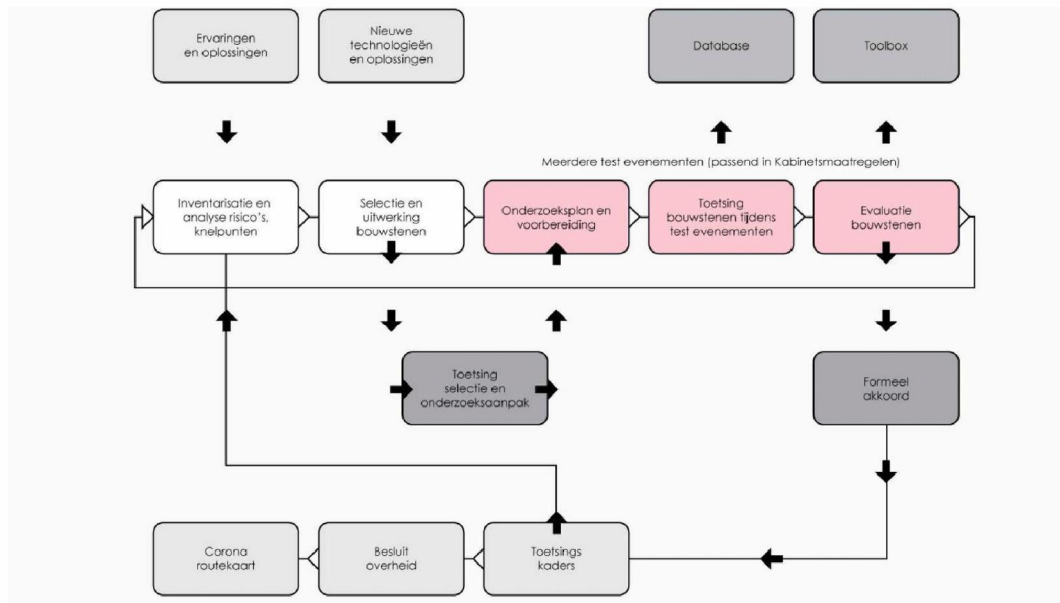 Ervaringen
en oplossingen
Nieuwe
technologieën
en oplossingen
Database
Toolbox
Meerdere test evenementen (passend in Kabinetsmaatregelen)
Inventarisatie en
analyse risico's,
knelpunten
Selectie en
uitwerking
bouwstenen
Onderzoeksplan en
voorbereiding
Toetsing
bouwstenen tijdens
test evenementen
Evaluatie
bouwstenen
Toetsing
selectie en
onderzoeksaanpak
Formeel
akkoord
Corona
routekaart
Besluit
overheid
Toetsings
kaders